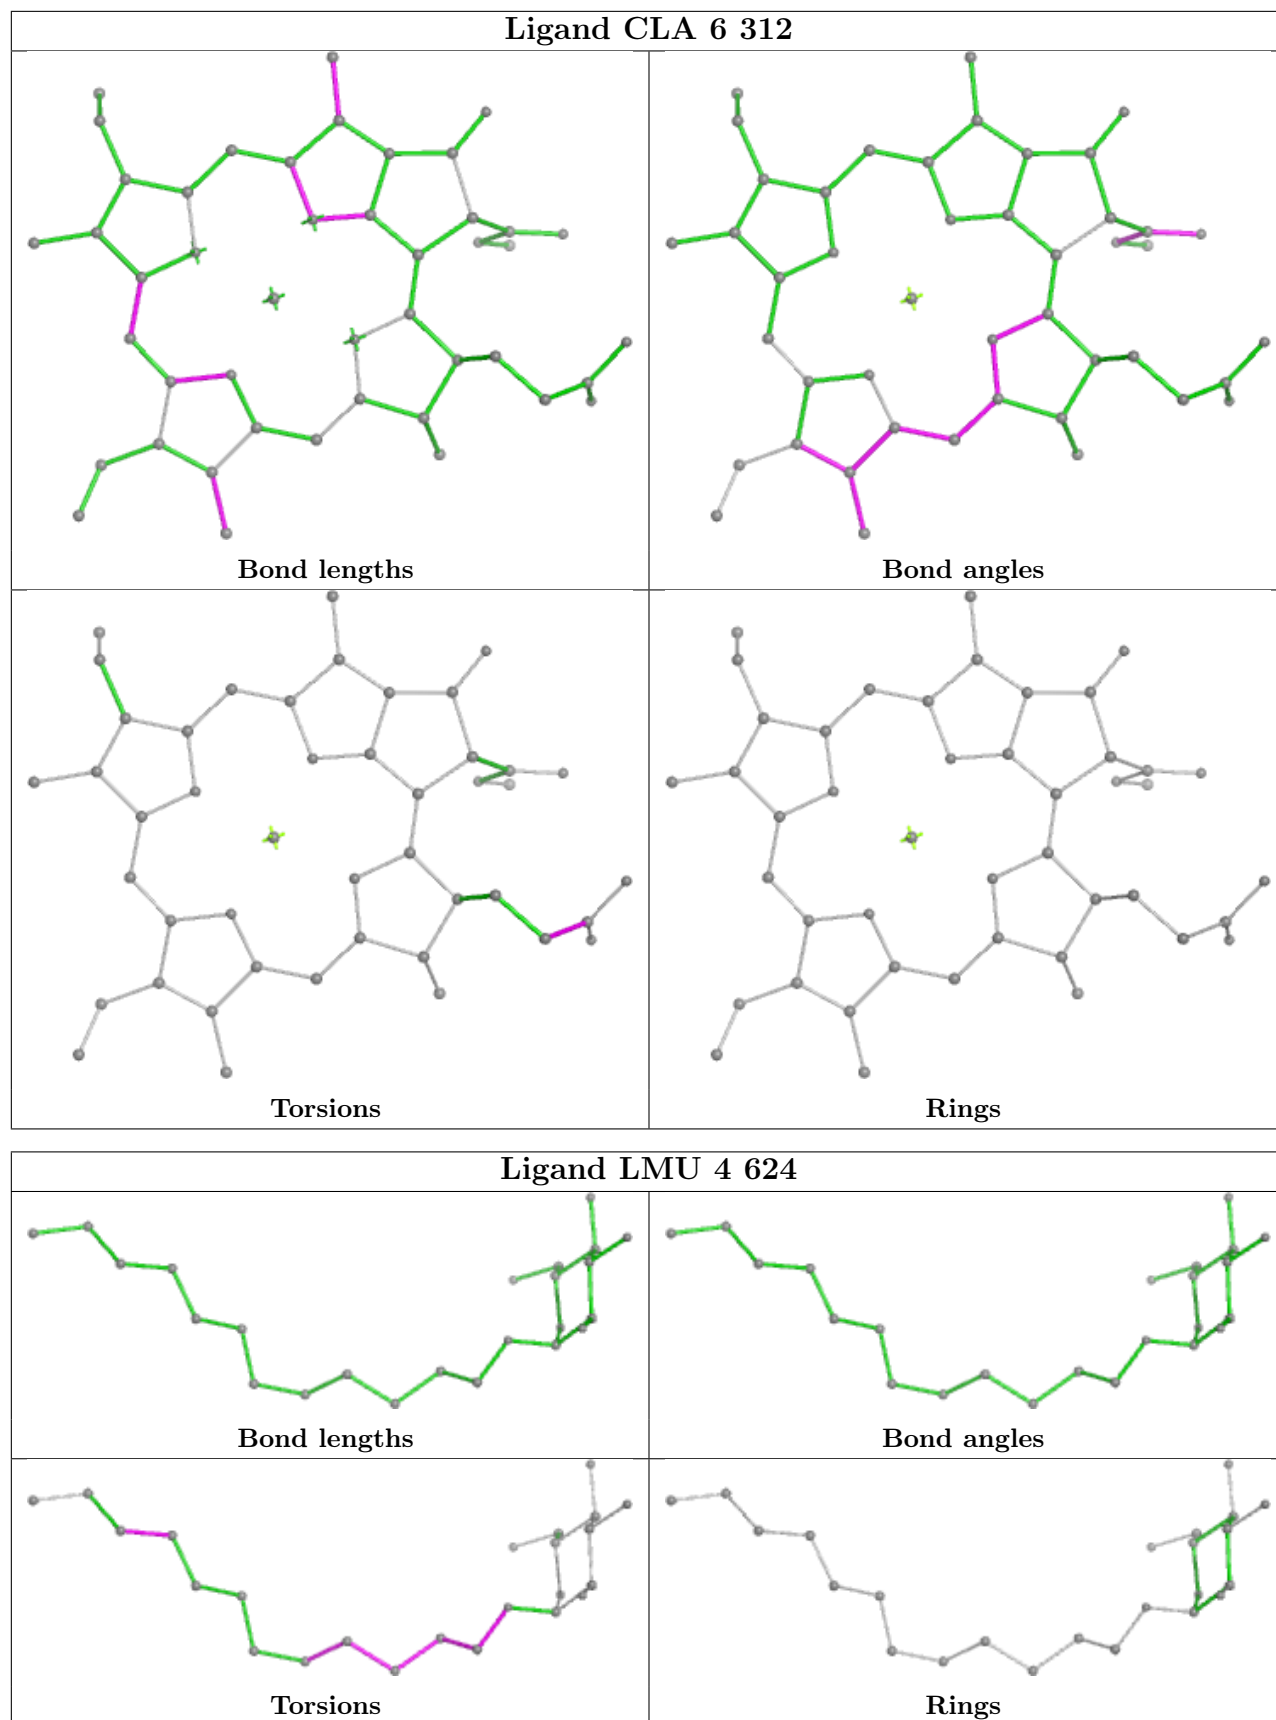 Ligand CLA 6 312
Bond lengths
Bond angles
Torsions
Rings
Ligand LMU 4 624
Bond lengths
Bond angles
Torsions
Rings